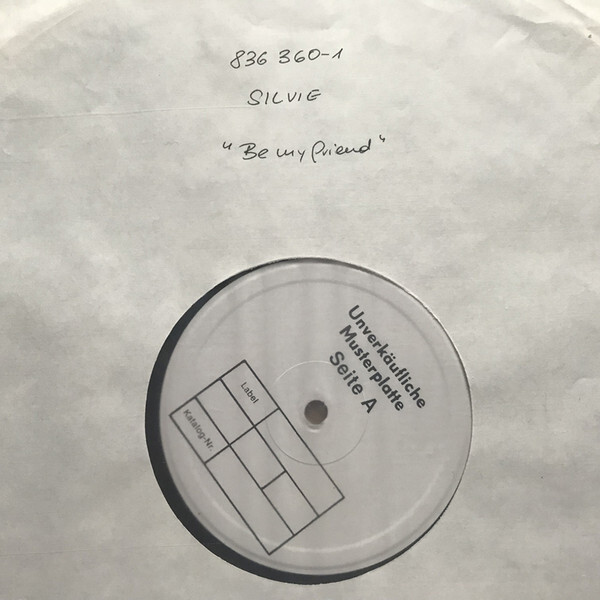 836 360-1
SILVIE
"Be my friend"
Unverkäufliche
Musterplatte
Seite A
Label
Katalog-Nr.